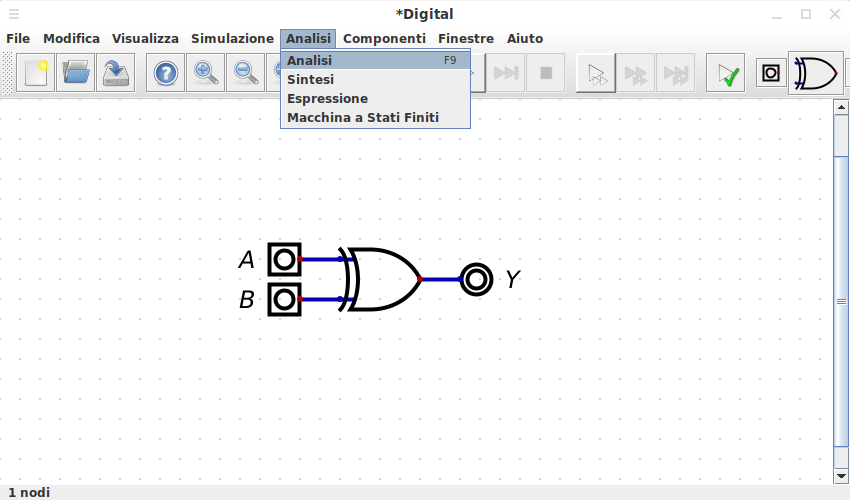 *Digital
File Modifica Visualizza Simulazione Analisi Componenti Finestre Aiuto
Analisi F9
Sintesi
Espressione
Macchina a Stati Finiti
A
B
Y
1 nodi